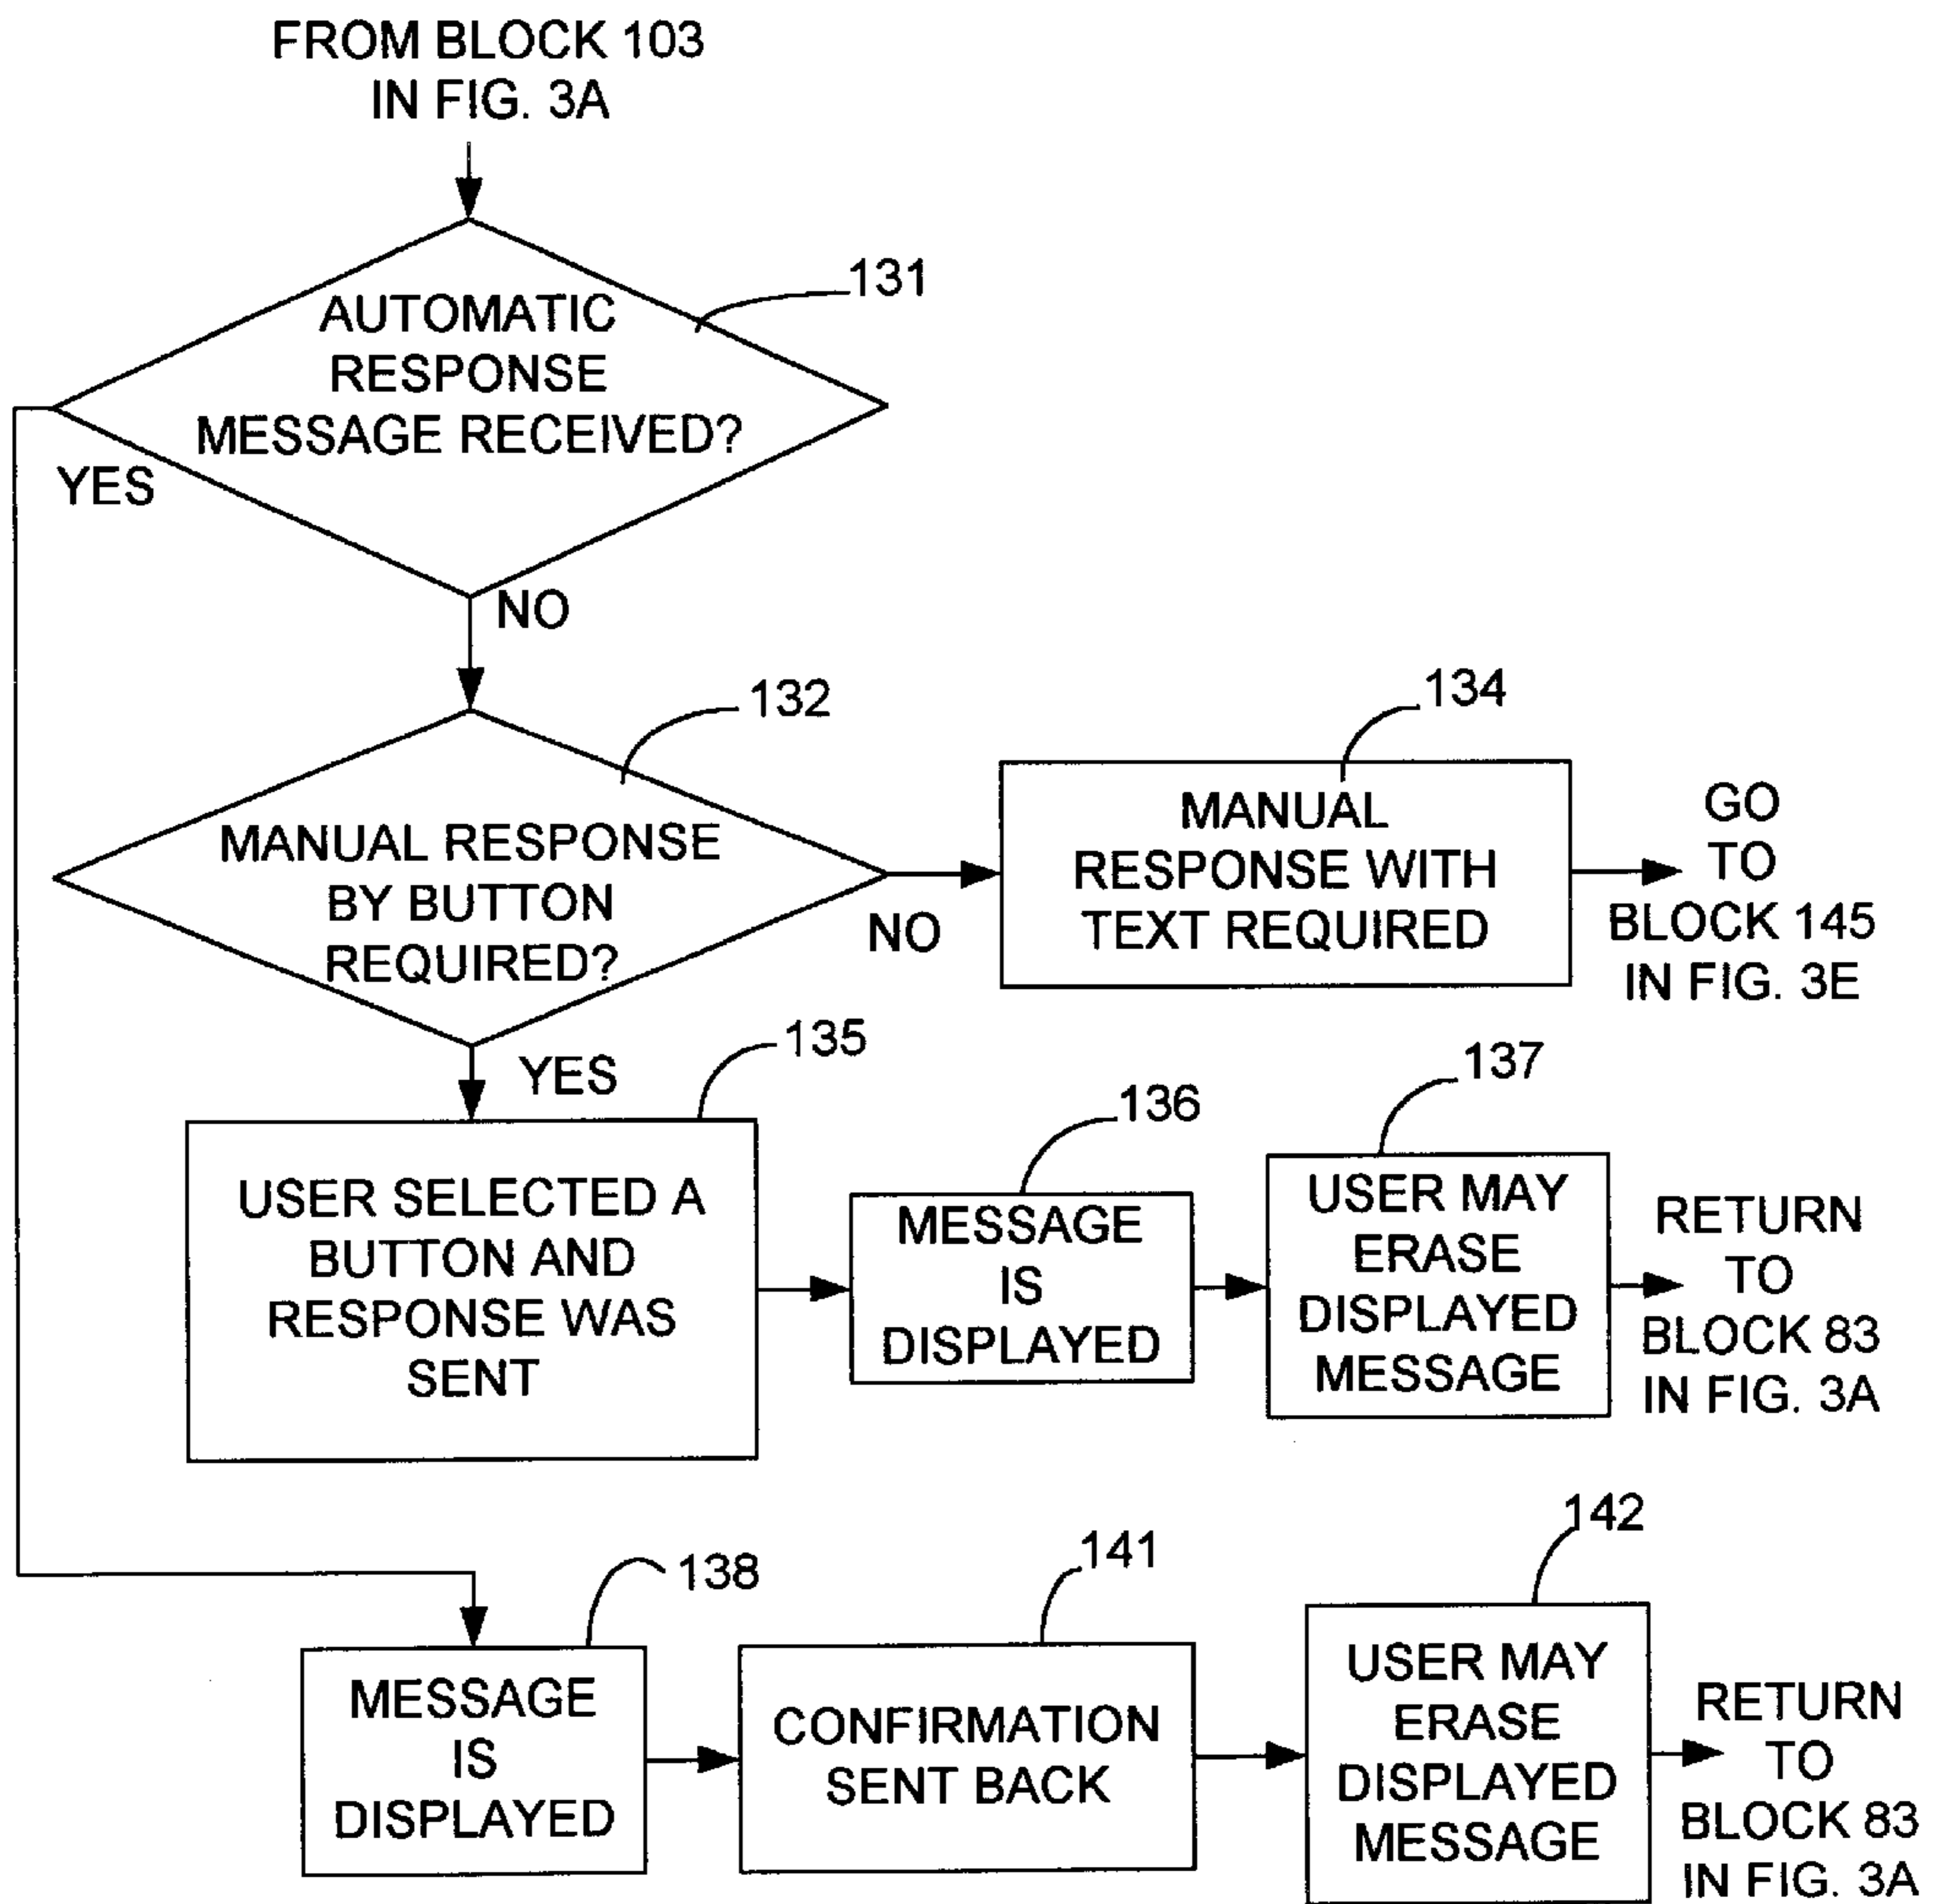 FROM BLOCK 103
IN FIG. 3A
131
AUTOMATIC
RESPONSE
MESSAGE RECEIVED?
YES
NO
132
MANUAL RESPONSE
BY BUTTON
REQUIRED?
NO
134
MANUAL
RESPONSE WITH
TEXT REQUIRED
GO
TO
BLOCK 145
IN FIG. 3E
YES
135
USER SELECTED A
BUTTON AND
RESPONSE WAS
SENT
136
MESSAGE
IS
DISPLAYED
137
USER MAY
ERASE
DISPLAYED
MESSAGE
RETURN
TO
BLOCK 83
IN FIG. 3A
138
MESSAGE
IS
DISPLAYED
141
CONFIRMATION
SENT BACK
142
USER MAY
ERASE
DISPLAYED
MESSAGE
RETURN
TO
BLOCK 83
IN FIG. 3A